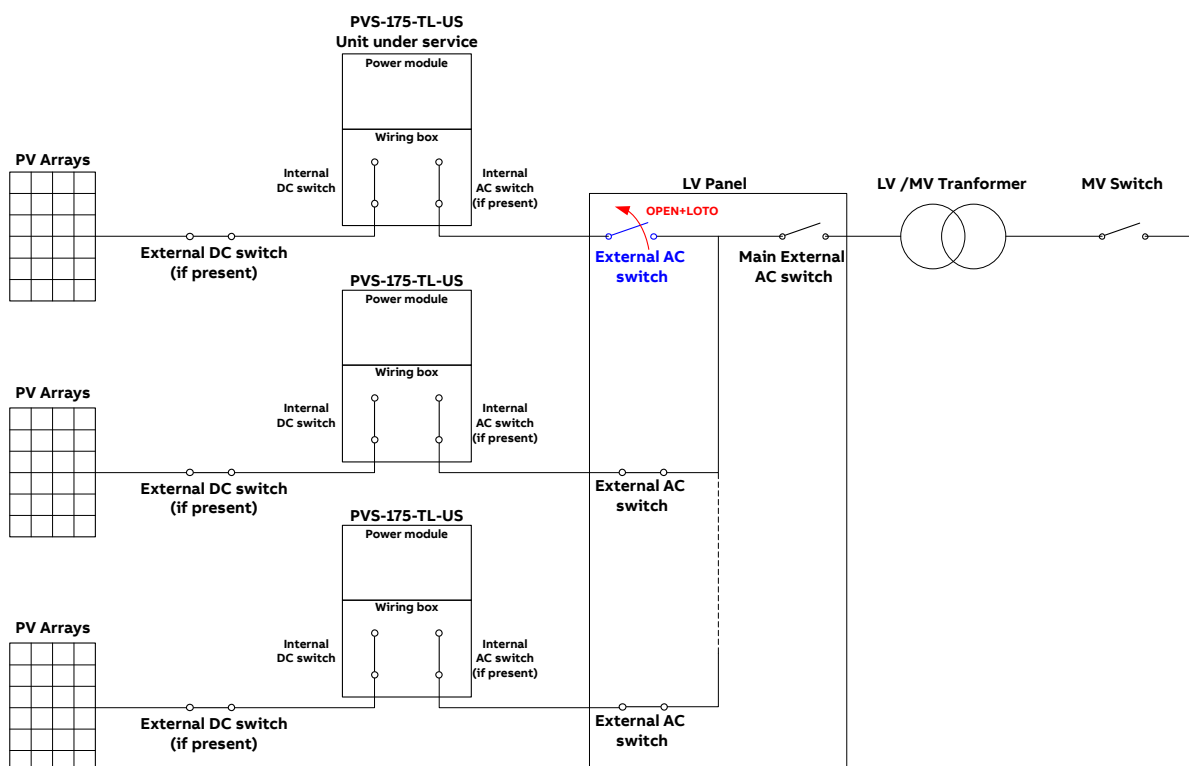 PVS-175-TL-US
Unit under service
Power module
Wiring box
PV Arrays
Internal
DC switch
Internal
AC switch
(if present)
LV Panel
LV /MV Tranformer
MV Switch
OPEN+LOTO
External DC switch
(if present)
External AC
switch
Main External
AC switch
PVS-175-TL-US
Power module
Wiring box
PV Arrays
Internal
DC switch
Internal
AC switch
(if present)
External DC switch
(if present)
External AC
switch
PVS-175-TL-US
Power module
Wiring box
PV Arrays
Internal
DC switch
Internal
AC switch
(if present)
External DC switch
(if present)
External AC
switch